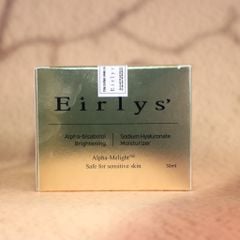 Eirlys'
Alpha-Bisabolol | Sodium Hyaluronate
Brightening | Moisturizer
Alpha-Melight™
Safe for sensitive skin
50ml